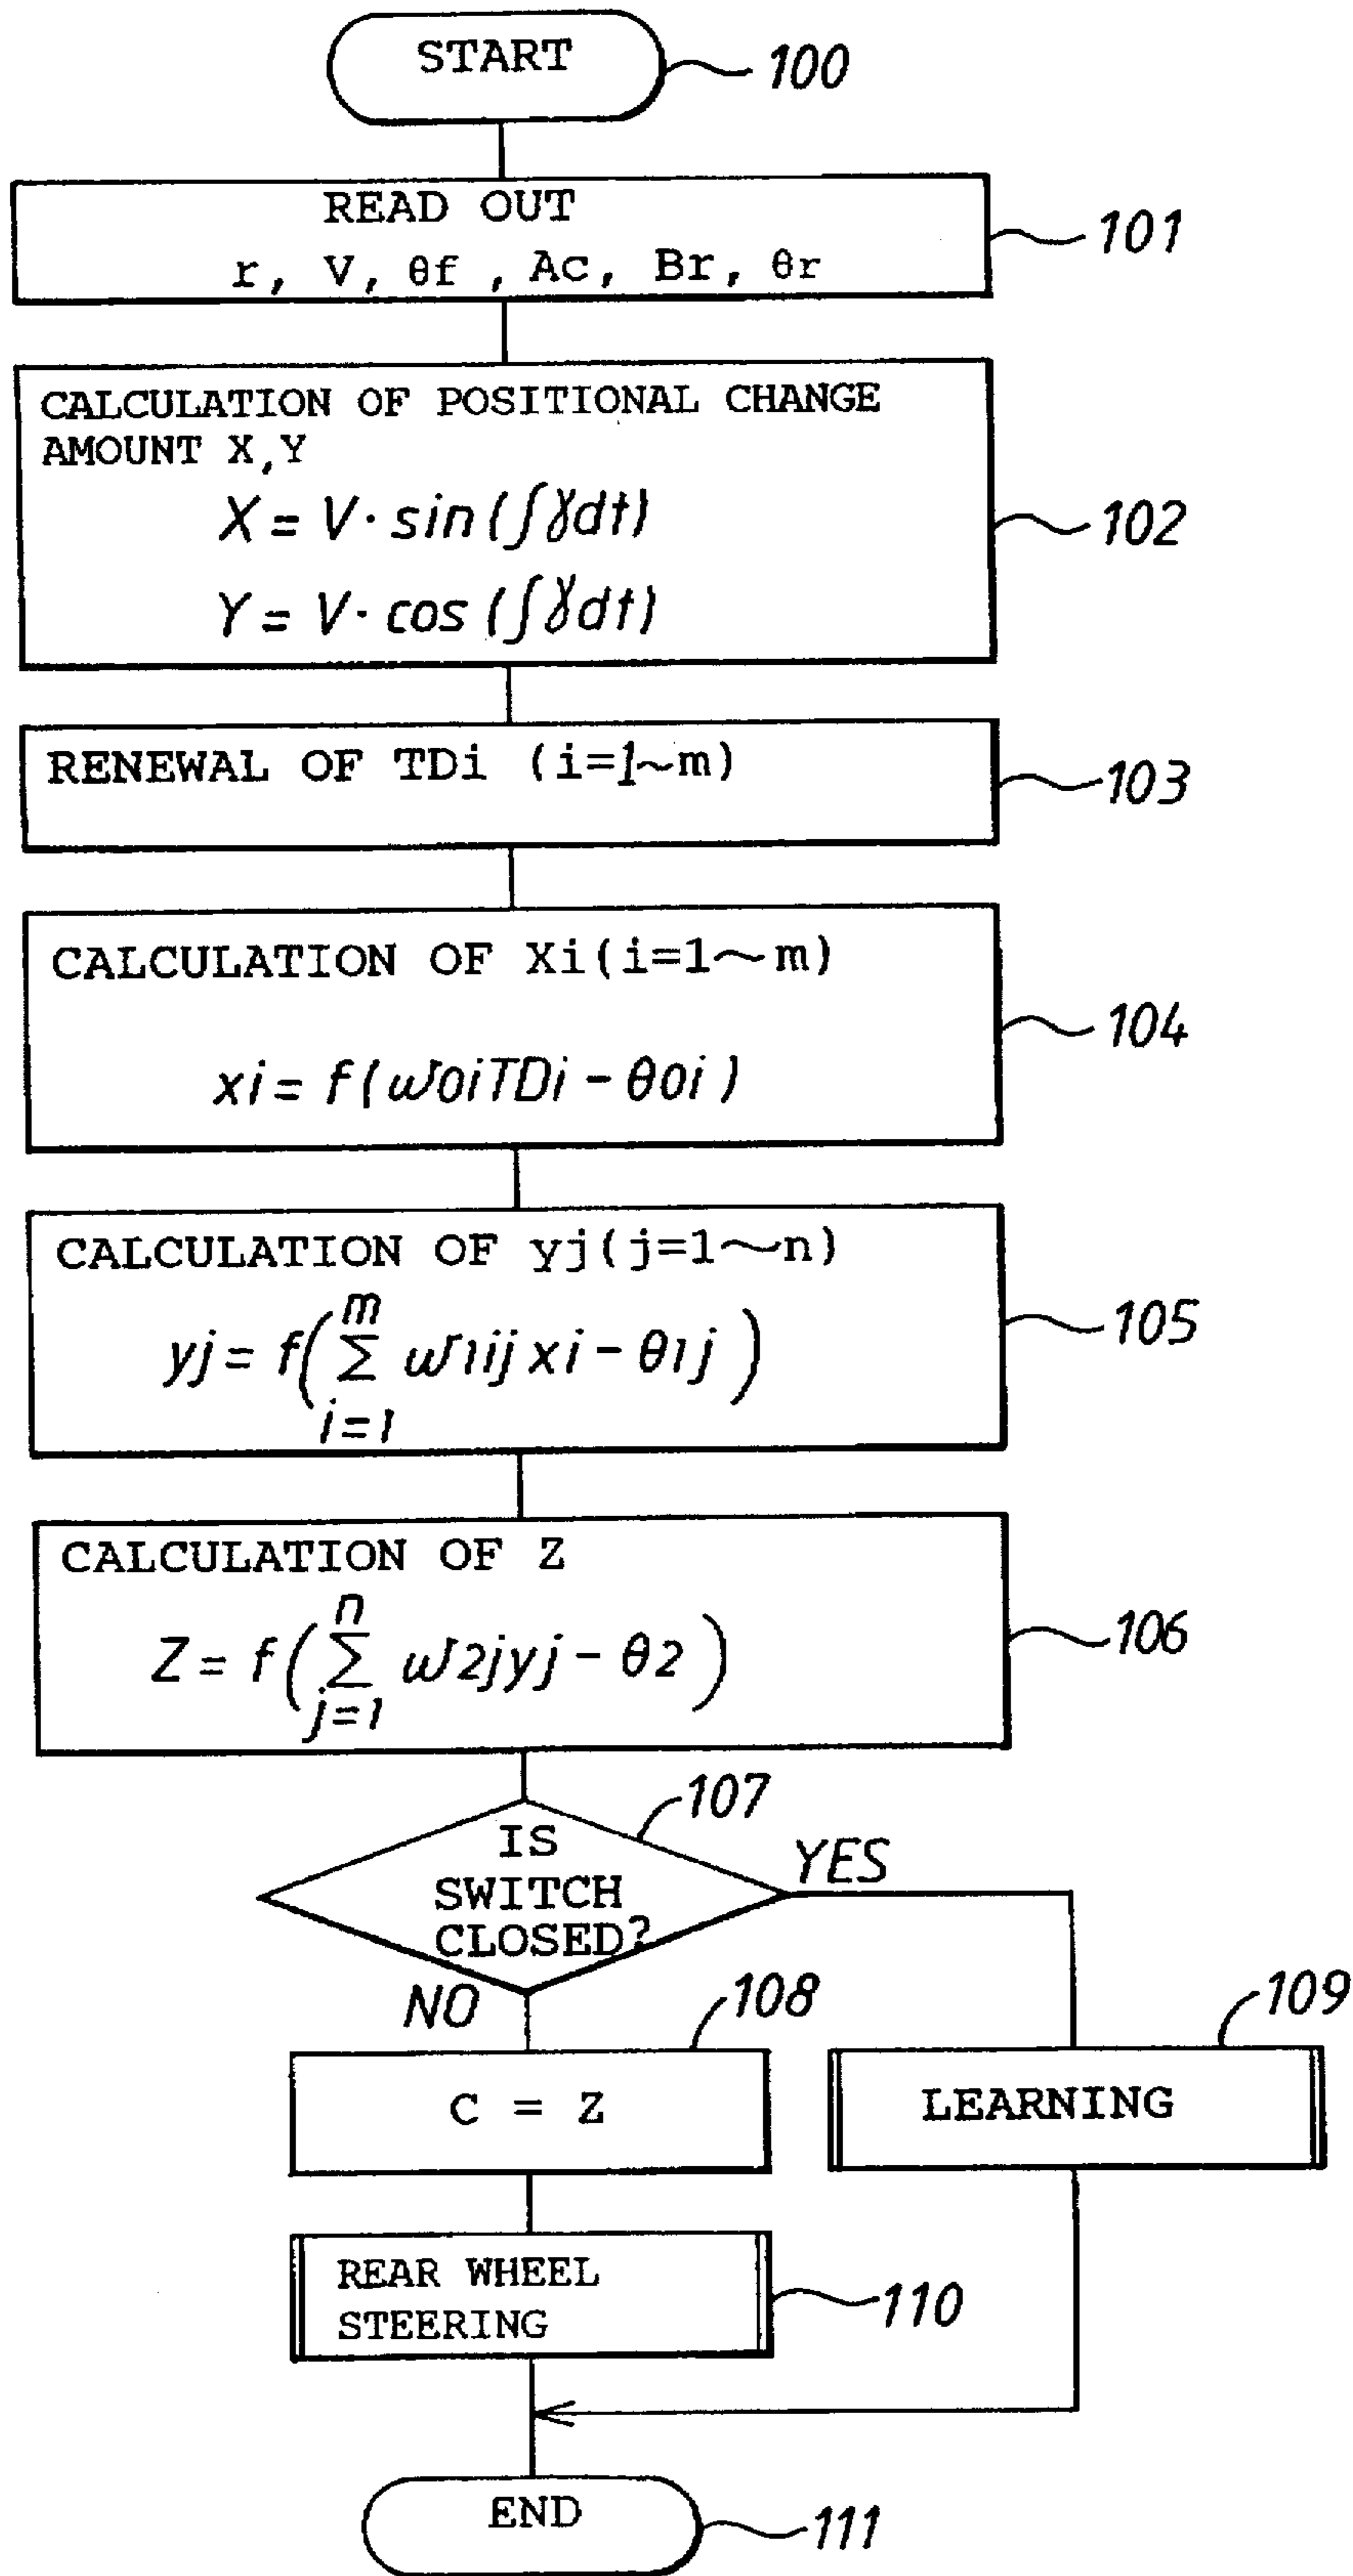 START
100
READ OUT
r, V, θf , Ac, Br, θr
101
CALCULATION OF POSITIONAL CHANGE
AMOUNT X,Y
X = V· sin (∫γdt)
Y = V· cos (∫γdt)
102
RENEWAL OF TDi (i=1~m)
103
CALCULATION OF Xi(i=1~m)
xi = f(ω0iTDi - θ0i)
104
CALCULATION OF yj(j=1~n)
yj = f(∑ ω1ij xi - θ1j)
m
i=1
105
CALCULATION OF Z
Z = f(∑ ω2jyj - θ2)
n
j=1
106
107
IS
SWITCH
CLOSED?
YES
NO
108
C = Z
109
LEARNING
REAR WHEEL
STEERING
110
END
111